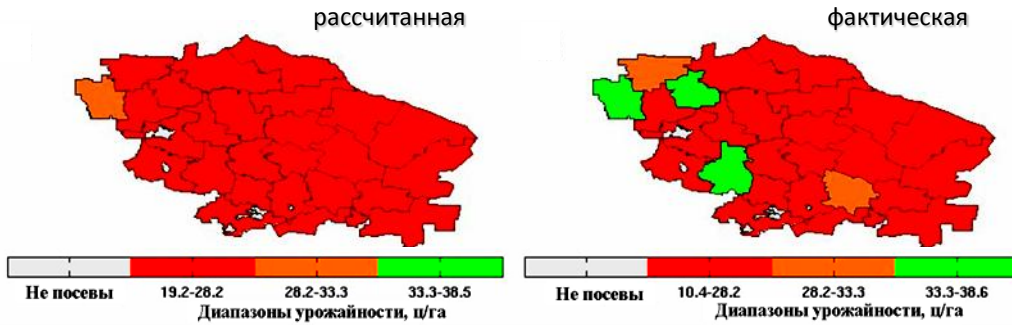 рассчитанная
Не посевы 19.2-28.2 28.2-33.3 33.3-38.5
Диапазоны урожайности, ц/га
фактическая
Не посевы 10.4-28.2 28.2-33.3 33.3-38.6
Диапазоны урожайности, ц/га